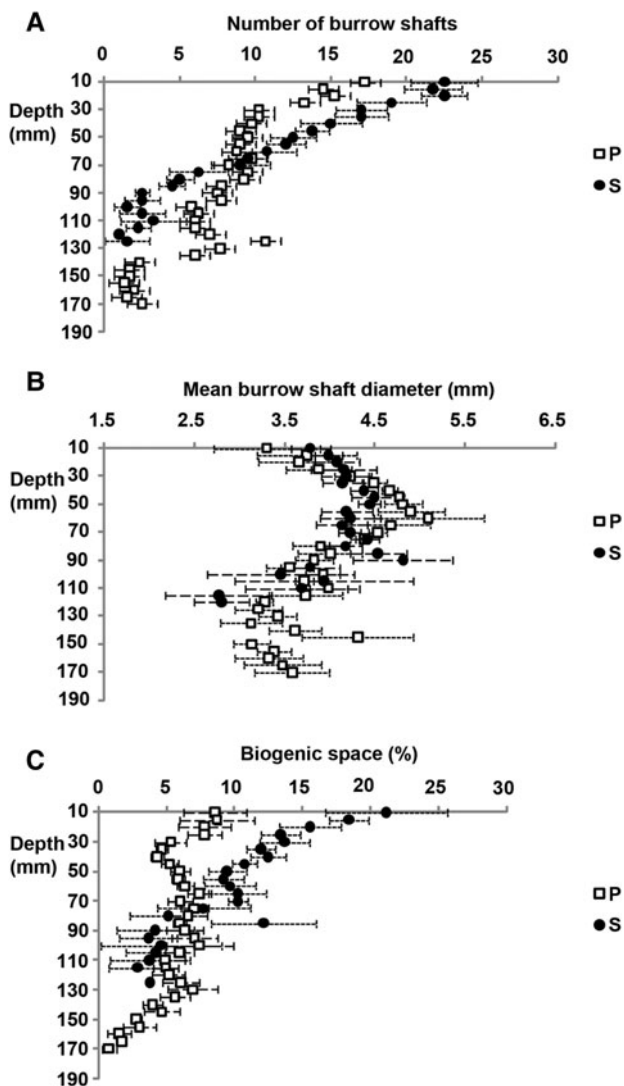 A
Number of burrow shafts
0 5 10 15 20 25 30
10
Depth
(mm)
30
50
70
90
110
130
150
170
190
P
S
B
Mean burrow shaft diameter (mm)
1.5 2.5 3.5 4.5 5.5 6.5
10
Depth
(mm)
30
50
70
90
110
130
150
170
190
P
S
C
Biogenic space (%)
0 5 10 15 20 25 30
10
Depth
(mm)
30
50
70
90
110
130
150
170
190
P
S